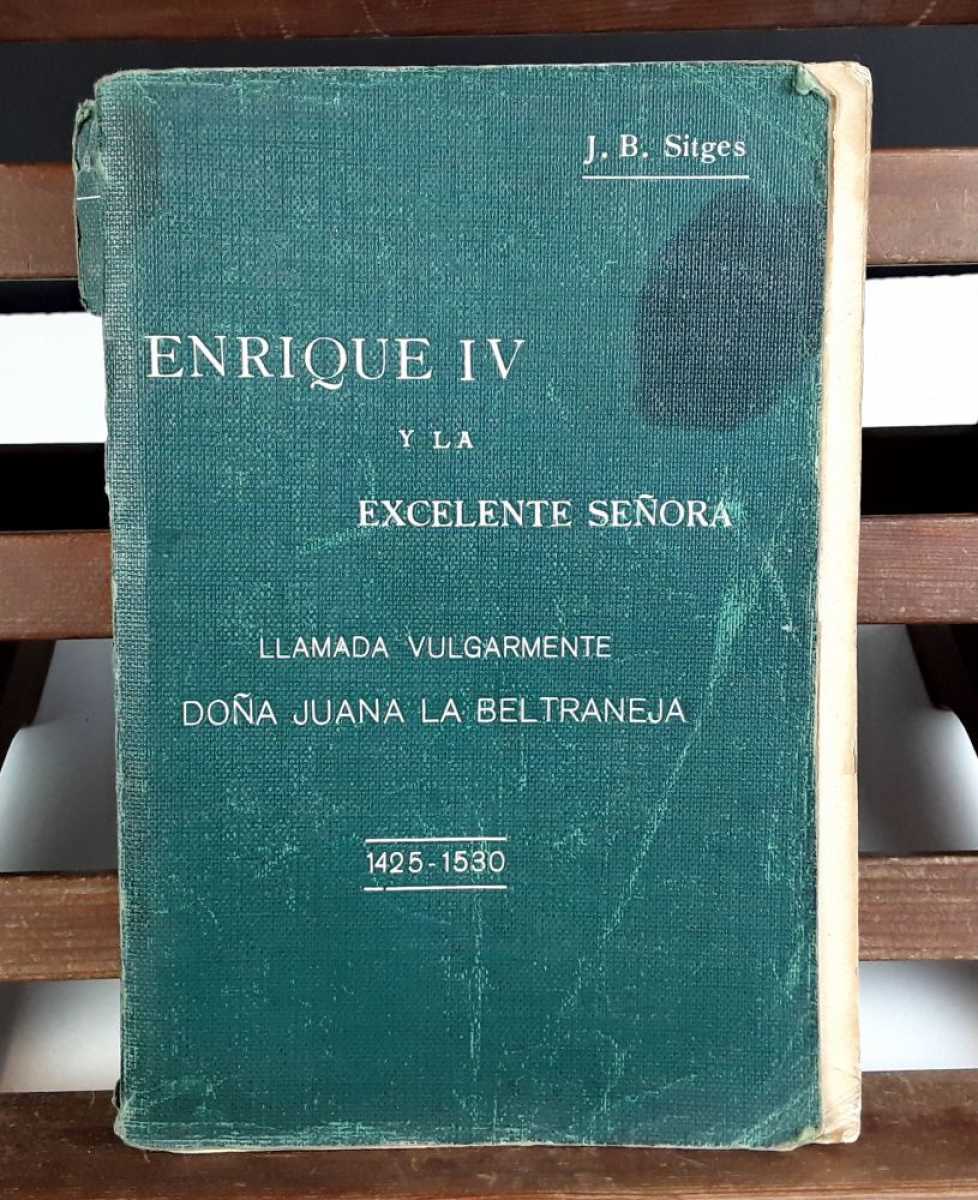 J. B. Sitges
ENRIQUE IV
Y LA
EXCELENTE SEÑORA
LLAMADA VULGARMENTE
DOÑA JUANA LA BELTRANEJA
1425-1530